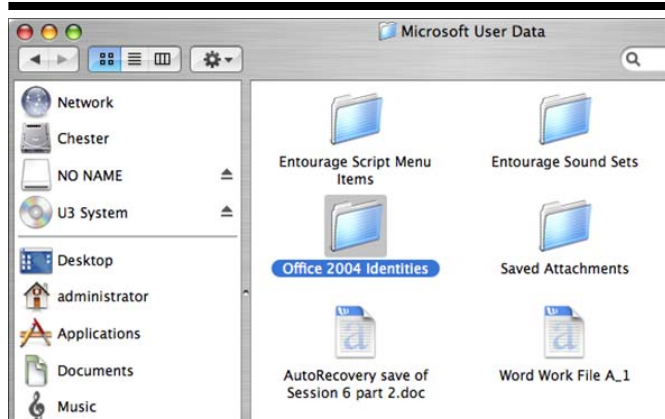 Microsoft User Data
Network
Chester
NO NAME
U3 System
Desktop
administrator
Applications
Documents
Music
Entourage Script Menu
Items
Entourage Sound Sets
Office 2004 Identities
Saved Attachments
AutoRecovery save of
Session 6 part 2.doc
Word Work File A_1